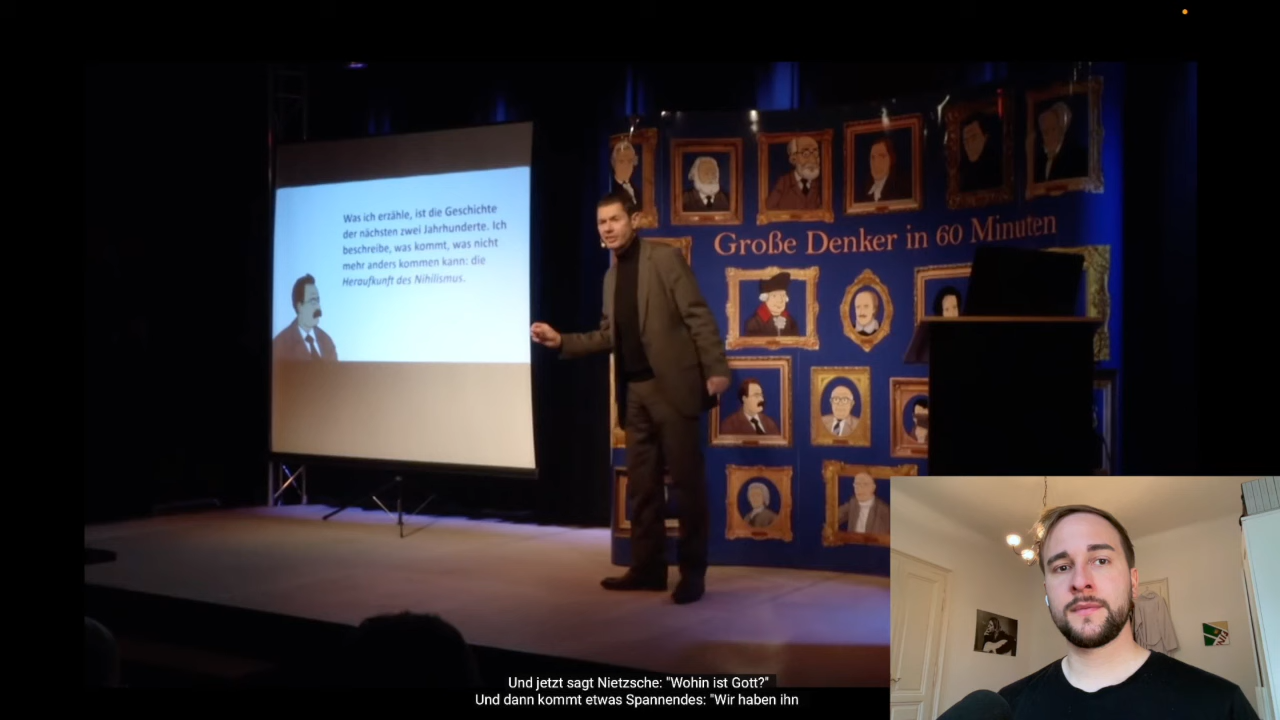 Was ich erzähle, ist die Geschichte
der nächsten zwei Jahrhunderte. Ich
beschreibe, was kommt, was nicht
mehr anders kommen kann: die
Heraufkunft des Nihilismus.
Große Denker in 60 Minuten
Und jetzt sagt Nietzsche: "Wohin ist Gott?"
Und dann kommt etwas Spannendes: "Wir haben ihn